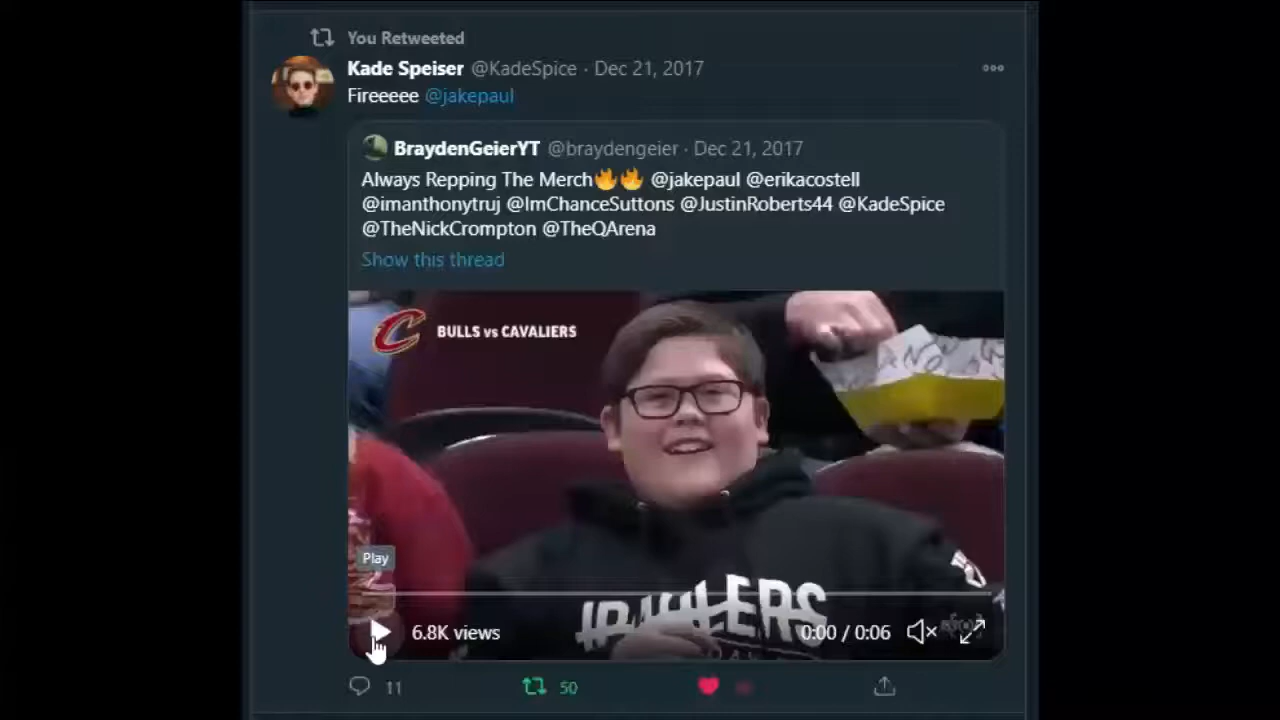 You Retweeted
Kade Speiser @KadeSpice · Dec 21, 2017
Fireeeee @jakepaul
BraydenGeierYT @braydengeier · Dec 21, 2017
Always Repping The Merch🔥🔥 @jakepaul @erikacostell
@imanthonytruj @ImChanceSuttons @JustinRoberts44 @KadeSpice
@TheNickCrompton @TheQArena
Show this thread
BULLS vs CAVALIERS
Play
6.8K views
0:00 / 0:06
11
50